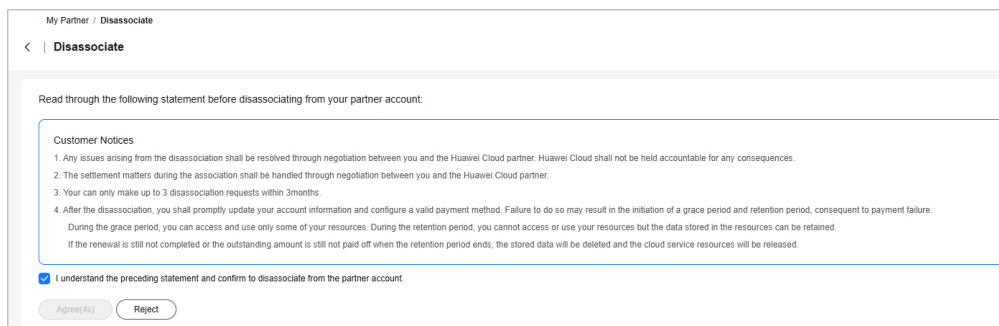 My Partner / Disassociate
< | Disassociate
Read through the following statement before disassociating from your partner account:
Customer Notices
1. Any issues arising from the disassociation shall be resolved through negotiation between you and the Huawei Cloud partner. Huawei Cloud shall not be held accountable for any consequences.
2. The settlement matters during the association shall be handled through negotiation between you and the Huawei Cloud partner.
3. Your can only make up to 3 disassociation requests within 3months.
4. After the disassociation, you shall promptly update your account information and configure a valid payment method. Failure to do so may result in the initiation of a grace period and retention period, consequent to payment failure.
During the grace period, you can access and use only some of your resources. During the retention period, you cannot access or use your resources but the data stored in the resources can be retained.
If the renewal is still not completed or the outstanding amount is still not paid off when the retention period ends, the stored data will be deleted and the cloud service resources will be released.
I understand the preceding statement and confirm to disassociate from the partner account.
Agree(4s) Reject